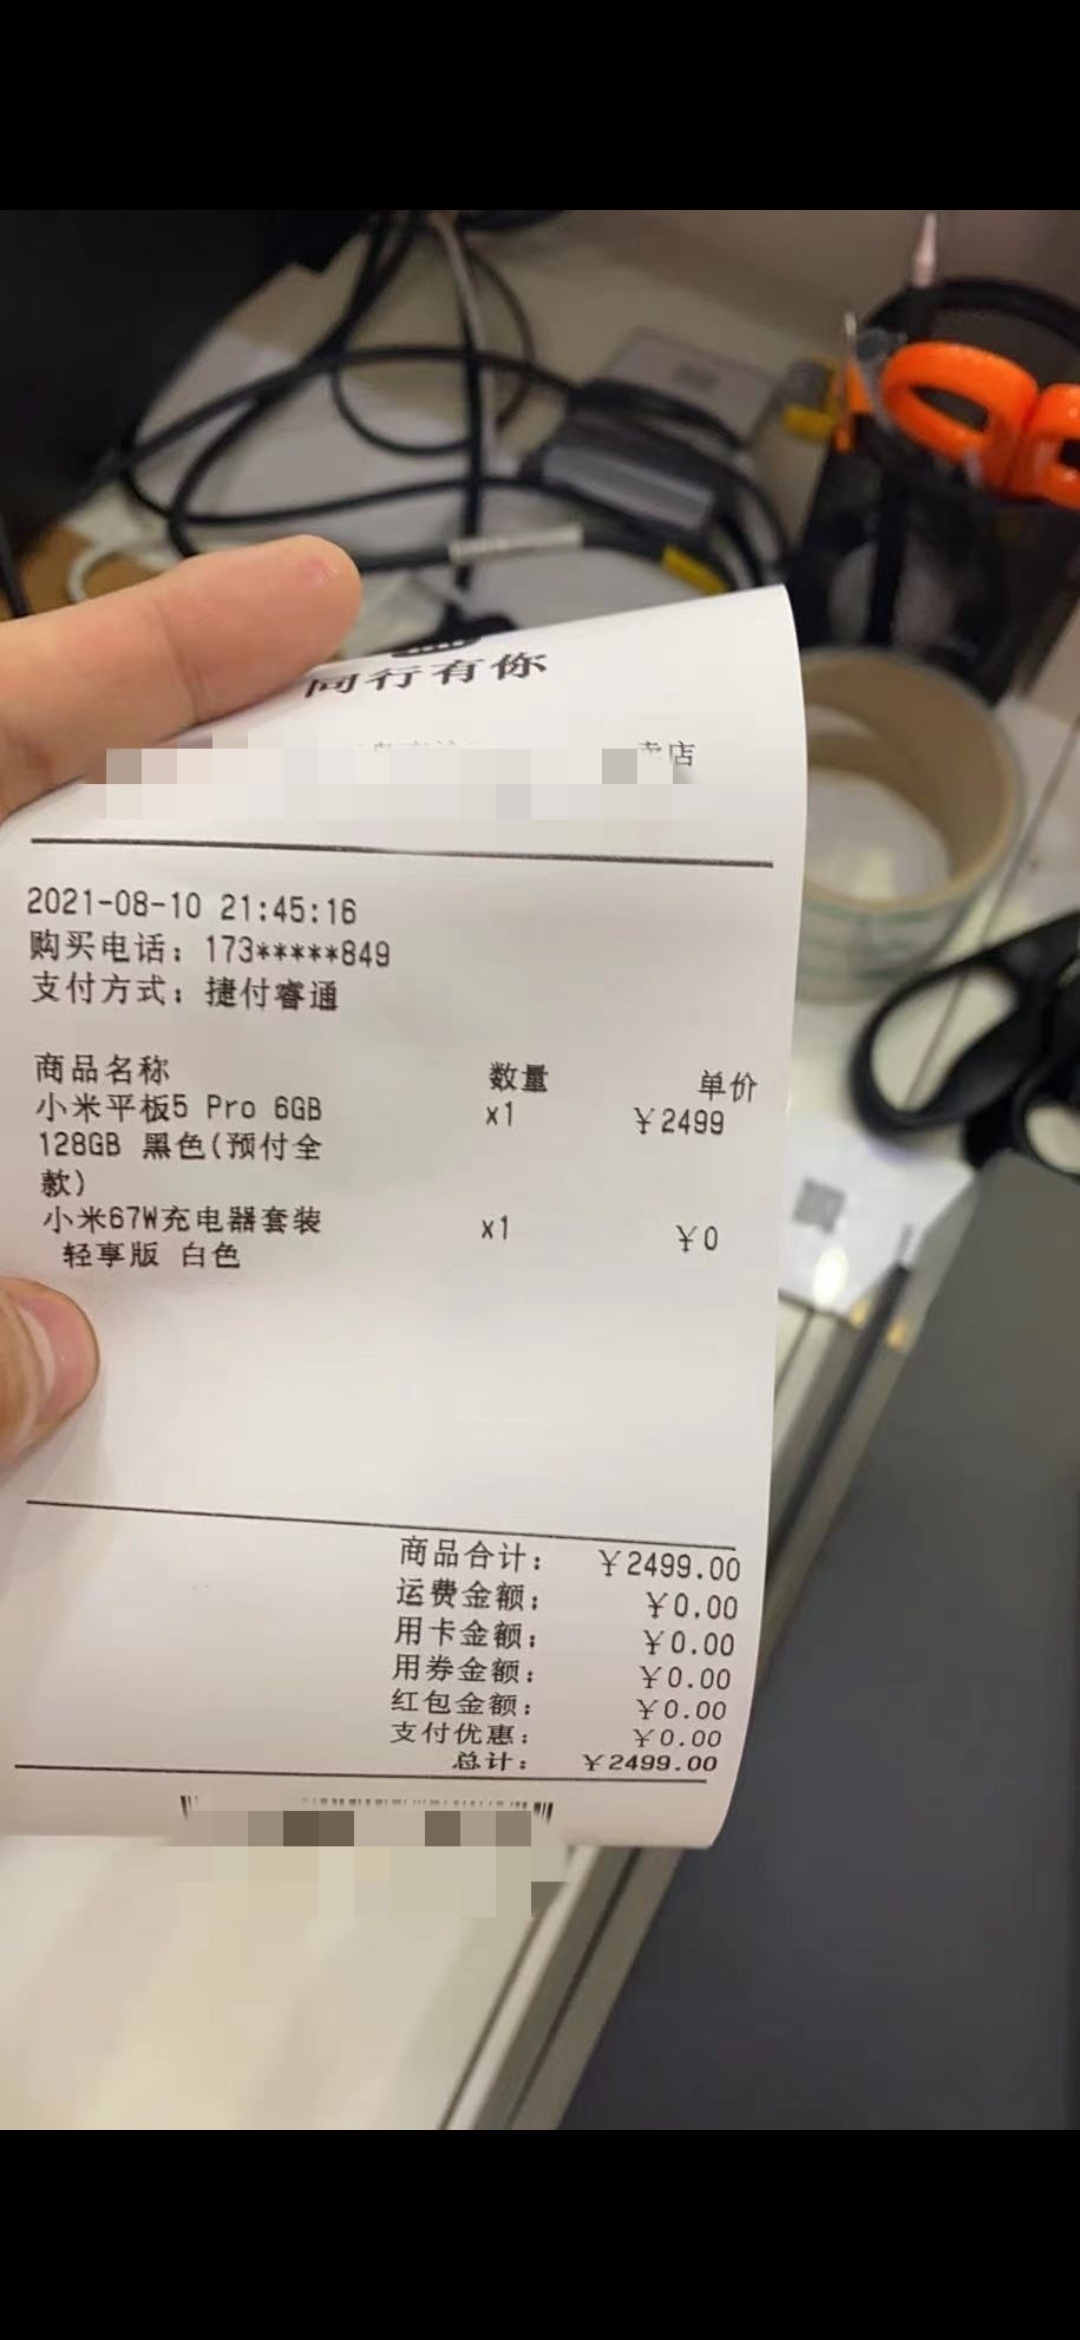 同行有你
卖店
2021-08-10 21:45:16
购买电话：173*****849
支付方式：捷付睿通
商品名称 数量 单价
小米平板5 Pro 6GB x1 ￥2499
128GB 黑色(预付全
款)
小米67W充电器套装 x1 ￥0
轻享版 白色
商品合计： ￥2499.00
运费金额： ￥0.00
用卡金额： ￥0.00
用券金额： ￥0.00
红包金额： ￥0.00
支付优惠： ￥0.00
总计： ￥2499.00